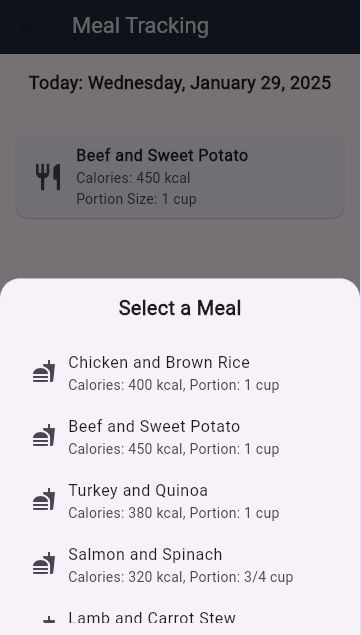 Meal Tracking
Today: Wednesday, January 29, 2025
Beef and Sweet Potato
Calories: 450 kcal
Portion Size: 1 cup
Select a Meal
Chicken and Brown Rice
Calories: 400 kcal, Portion: 1 cup
Beef and Sweet Potato
Calories: 450 kcal, Portion: 1 cup
Turkey and Quinoa
Calories: 380 kcal, Portion: 1 cup
Salmon and Spinach
Calories: 320 kcal, Portion: 3/4 cup
Lamb and Carrot Stew